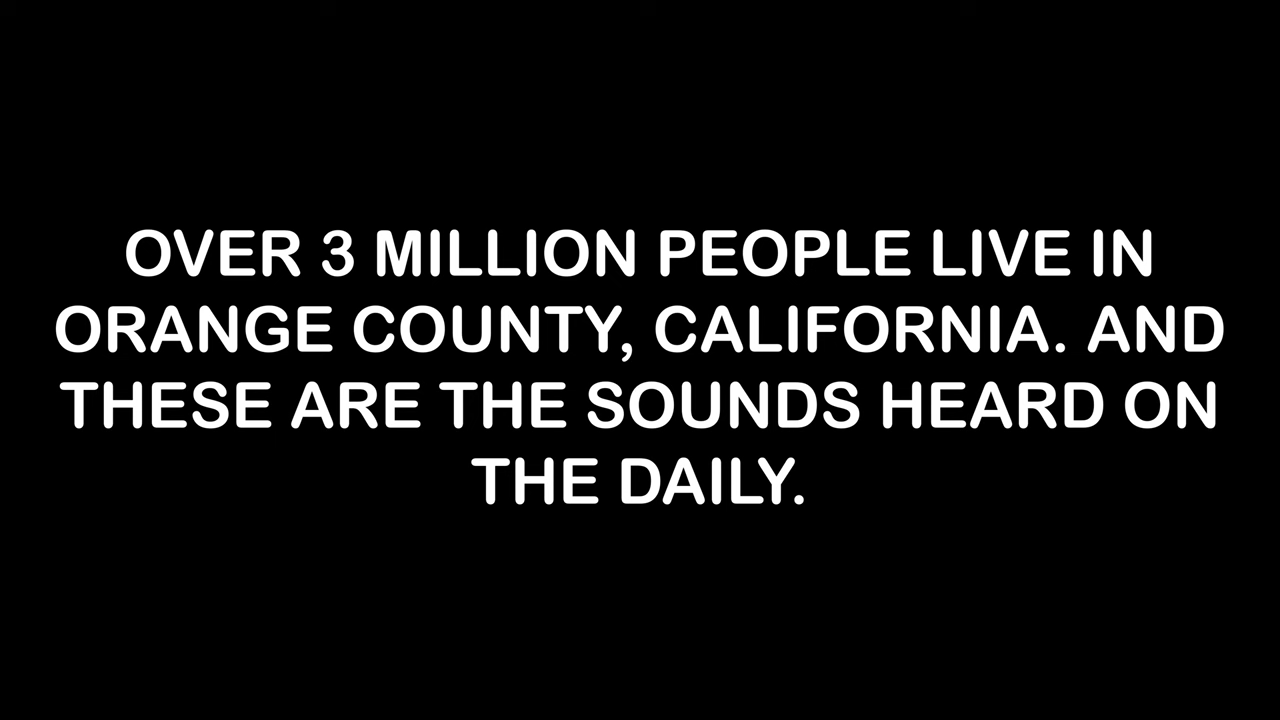 OVER 3 MILLION PEOPLE LIVE IN
ORANGE COUNTY, CALIFORNIA. AND
THESE ARE THE SOUNDS HEARD ON
THE DAILY.